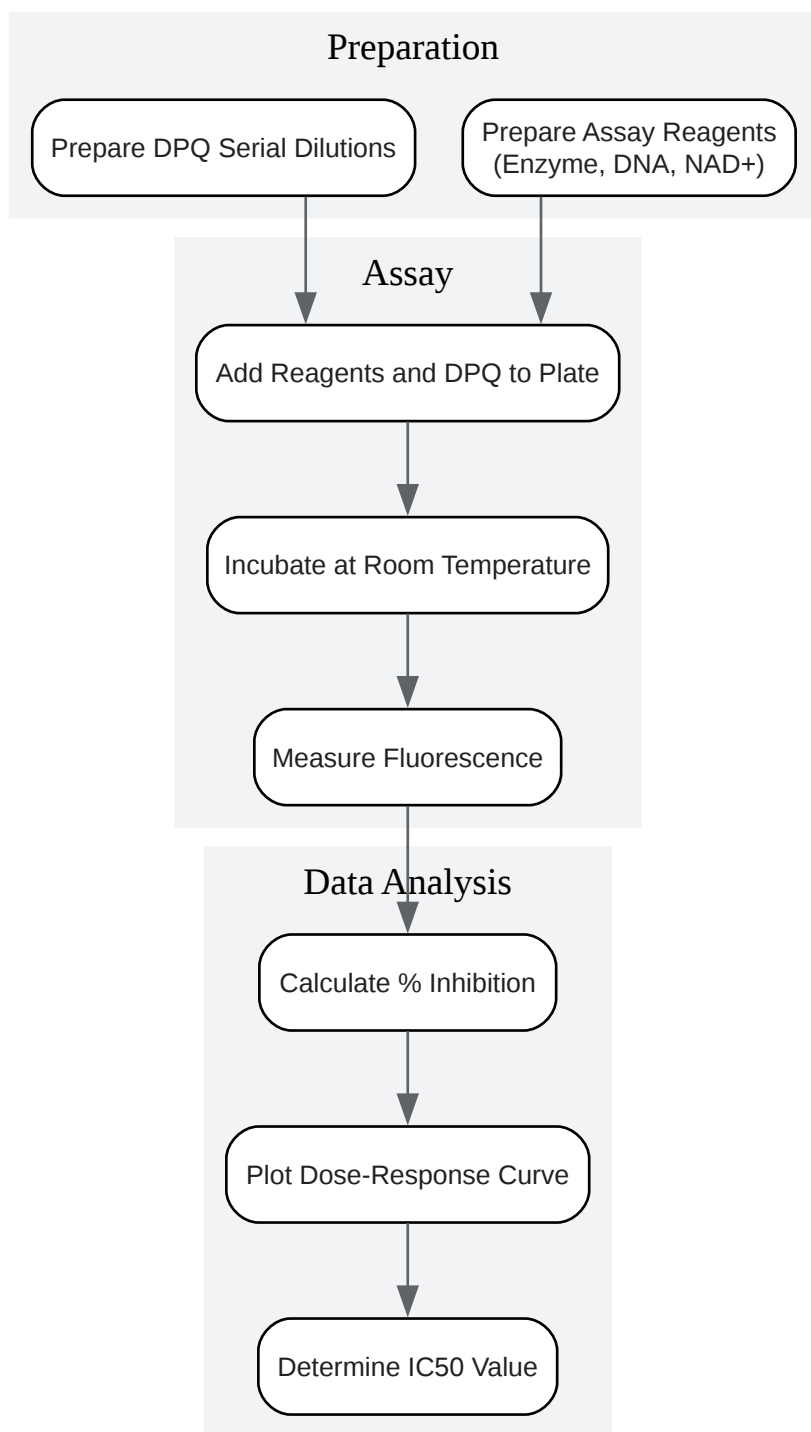 Preparation
Prepare DPQ Serial Dilutions
Prepare Assay Reagents
(Enzyme, DNA, NAD+)
Assay
Add Reagents and DPQ to Plate
Incubate at Room Temperature
Measure Fluorescence
Data Analysis
Calculate % Inhibition
Plot Dose-Response Curve
Determine IC50 Value